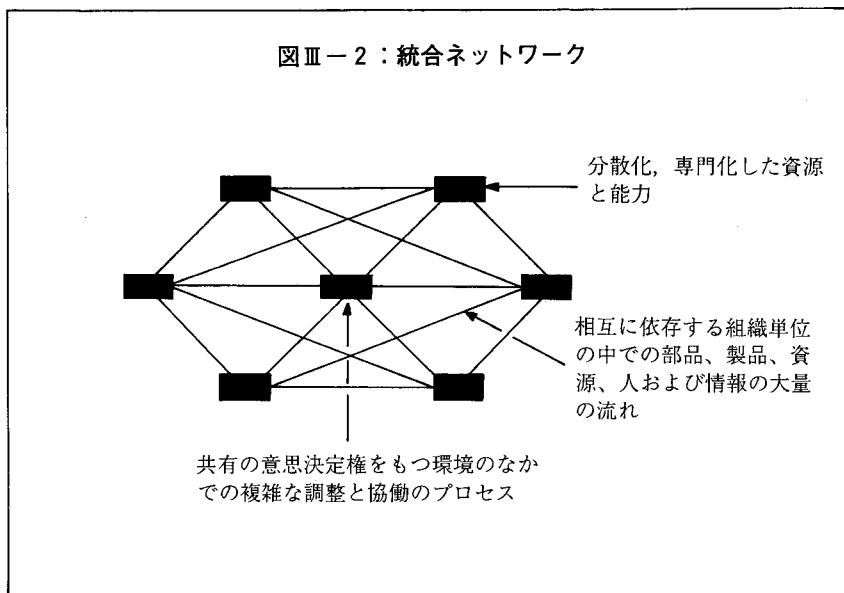 図Ⅲ－2：統合ネットワーク
分散化，専門化した資源
と能力
相互に依存する組織単位
の中での部品、製品、資
源、人および情報の大量
の流れ
共有の意思決定権をもつ環境のなか
での複雑な調整と協働のプロセス